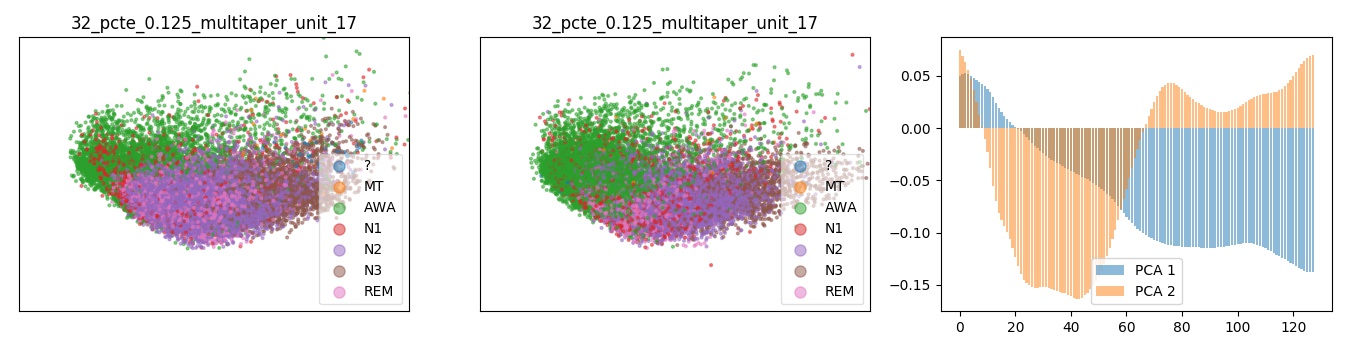 32_pcte_0.125_multitaper_unit_17
?
MT
AWA
N1
N2
N3
REM
32_pcte_0.125_multitaper_unit_17
?
MT
AWA
N1
N2
N3
REM
0.05
0.00
−0.05
−0.10
−0.15
0
20
40
60
80
100
120
PCA 1
PCA 2